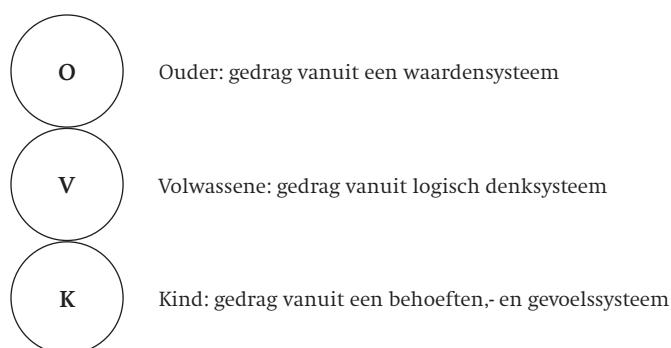 O Ouder: gedrag vanuit een waardensysteem
V Volwassene: gedrag vanuit logisch denksysteem
K Kind: gedrag vanuit een behoeften,- en gevoelssysteem